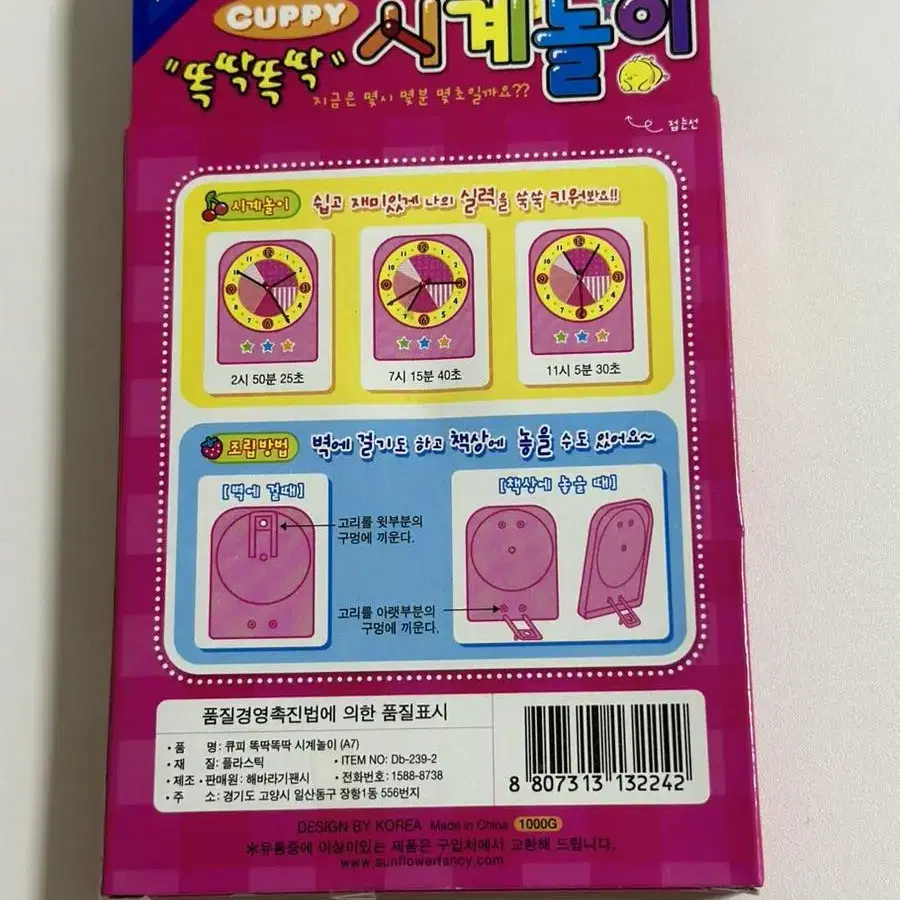 CUPPY
"똑딱똑딱" 시계놀이
지금은 몇시 몇분 몇초일까요??
접는선
시계놀이 쉽고 재미있게 나의 실력을 쑥쑥 키워봐요!!
2시 50분 25초
7시 15분 40초
11시 5분 30초
조립방법 벽에 걸기도 하고 책상에 놓을 수도 있어요~
[벽에 걸때]
[책상에 놓을 때]
고리를 윗부분의
구멍에 끼운다.
고리를 아랫부분의
구멍에 끼운다.
품질경영촉진법에 의한 품질표시
• 품 명: 큐피 똑딱똑딱 시계놀이 (A7)
• 재 질: 플라스틱 • ITEM NO: Db-239-2
• 제조 • 판매원: 해바라기팬시 • 전화번호: 1588-8738
• 주 소: 경기도 고양시 일산동구 장항1동 556번지
8 807313 132242
DESIGN BY KOREA Made in China 1000G
※유통중에 이상이있는 제품은 구입처에서 교환해 드립니다.
www.sunflowerfancy.com